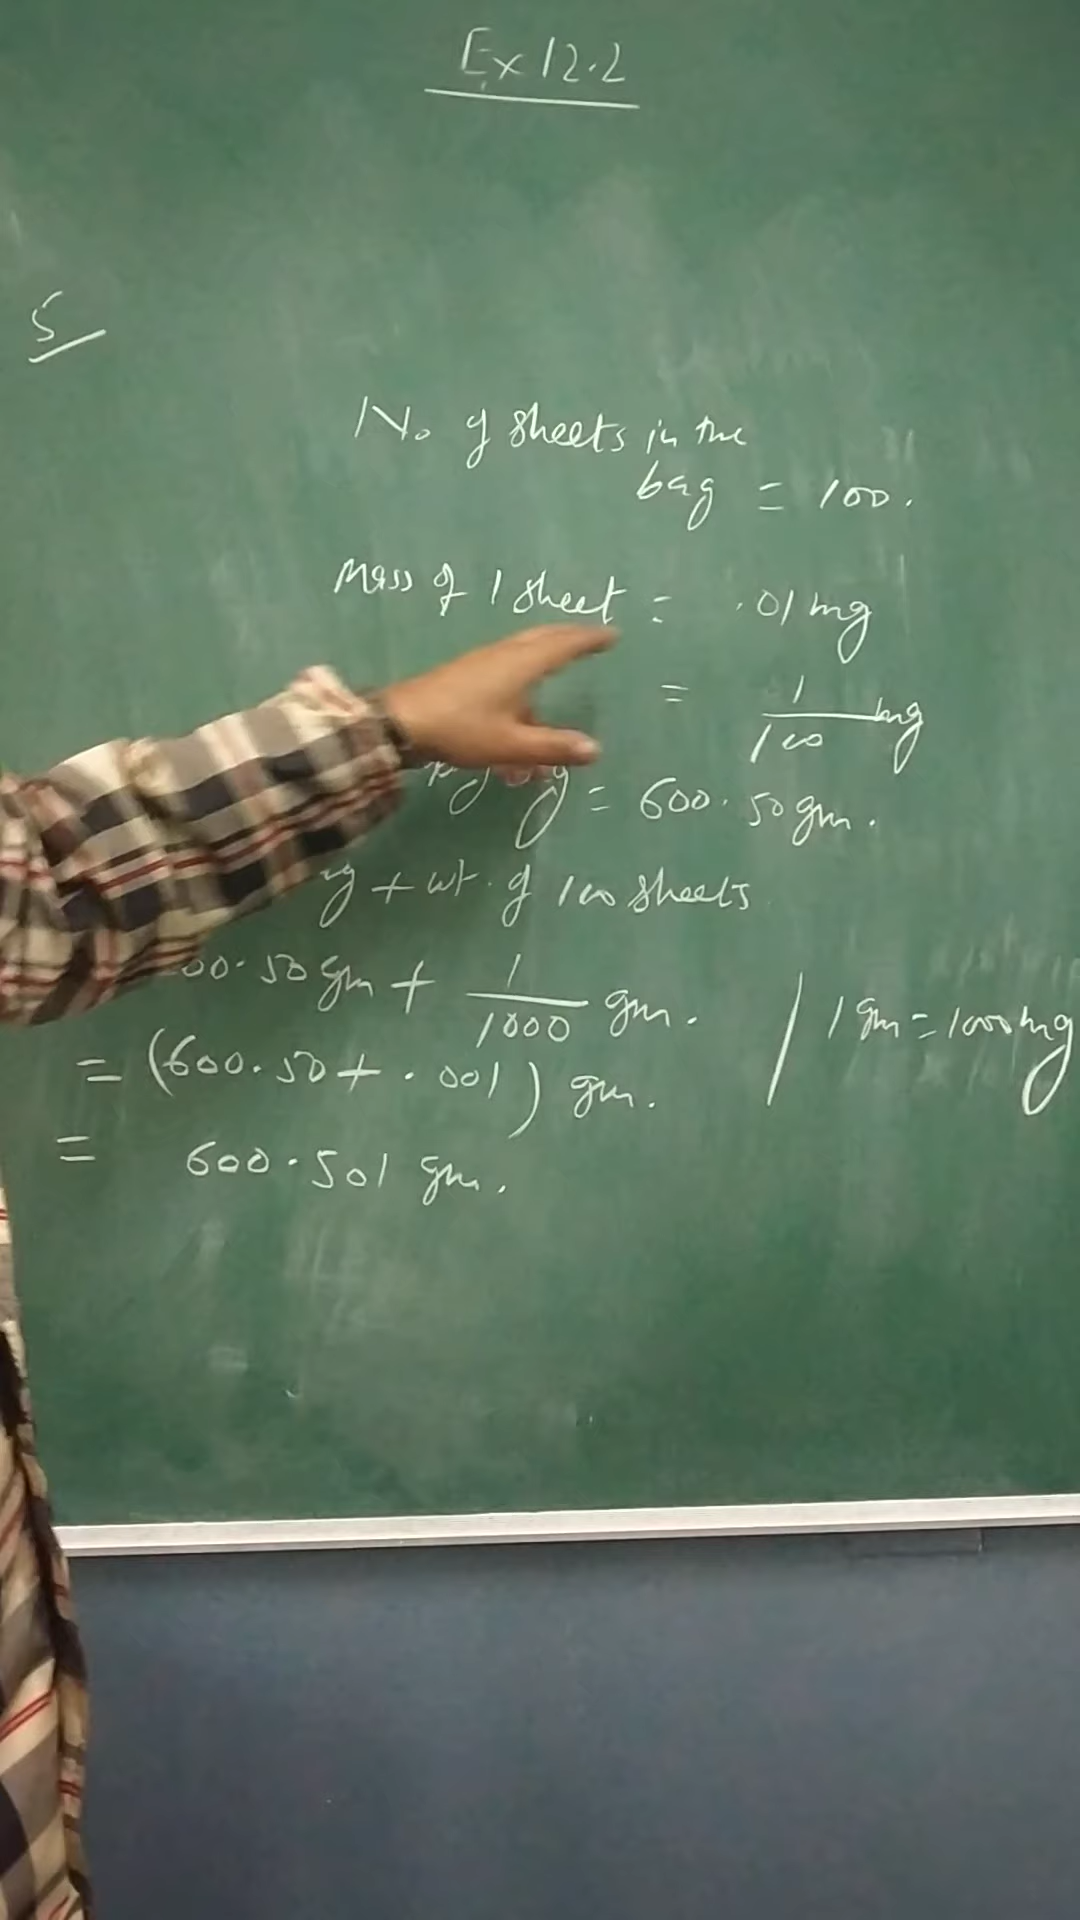 Ex 12.2
5
No. of sheets in the
bag = 100.
Mass of 1 sheet = .01 mg
= 1/100 mg
= 600.50 gm.
+ wt. of 100 sheets
00.50 gm + 1/1000 gm.
1 gm = 1000 mg
= (600.50 + .001) gm.
= 600.501 gm.